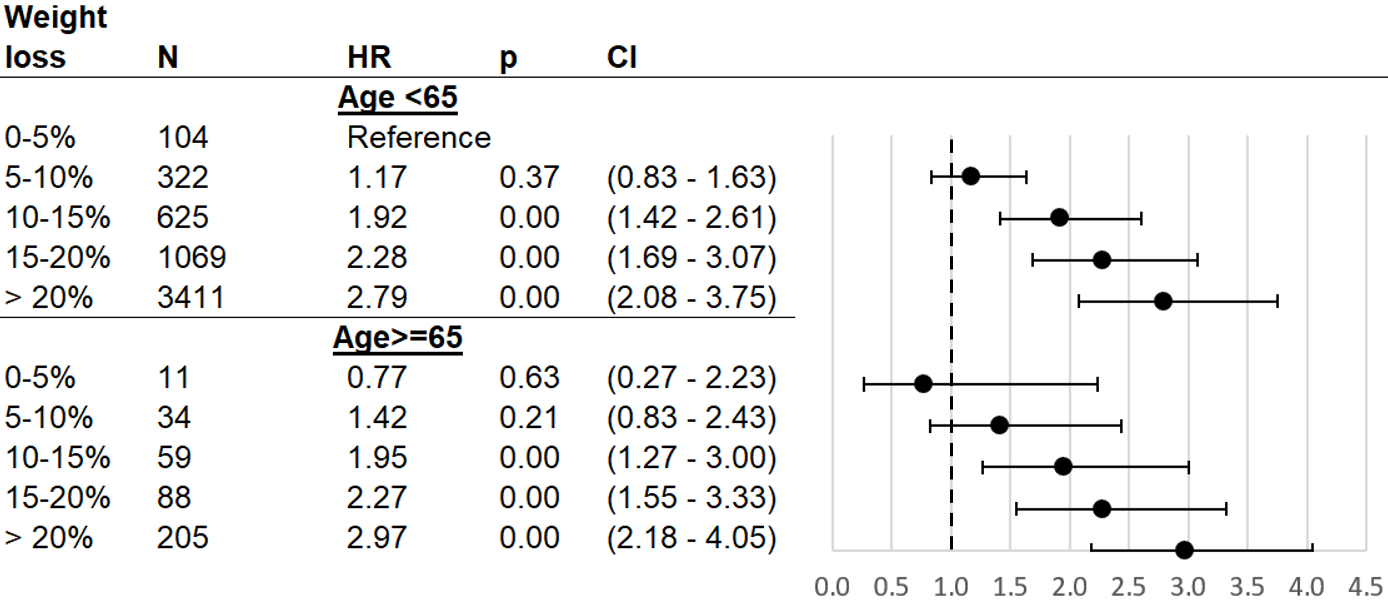 Weight
loss N HR p CI
Age <65
0-5% 104 Reference
5-10% 322 1.17 0.37 (0.83 - 1.63)
10-15% 625 1.92 0.00 (1.42 - 2.61)
15-20% 1069 2.28 0.00 (1.69 - 3.07)
> 20% 3411 2.79 0.00 (2.08 - 3.75)
Age>=65
0-5% 11 0.77 0.63 (0.27 - 2.23)
5-10% 34 1.42 0.21 (0.83 - 2.43)
10-15% 59 1.95 0.00 (1.27 - 3.00)
15-20% 88 2.27 0.00 (1.55 - 3.33)
> 20% 205 2.97 0.00 (2.18 - 4.05)
0.0 0.5 1.0 1.5 2.0 2.5 3.0 3.5 4.0 4.5